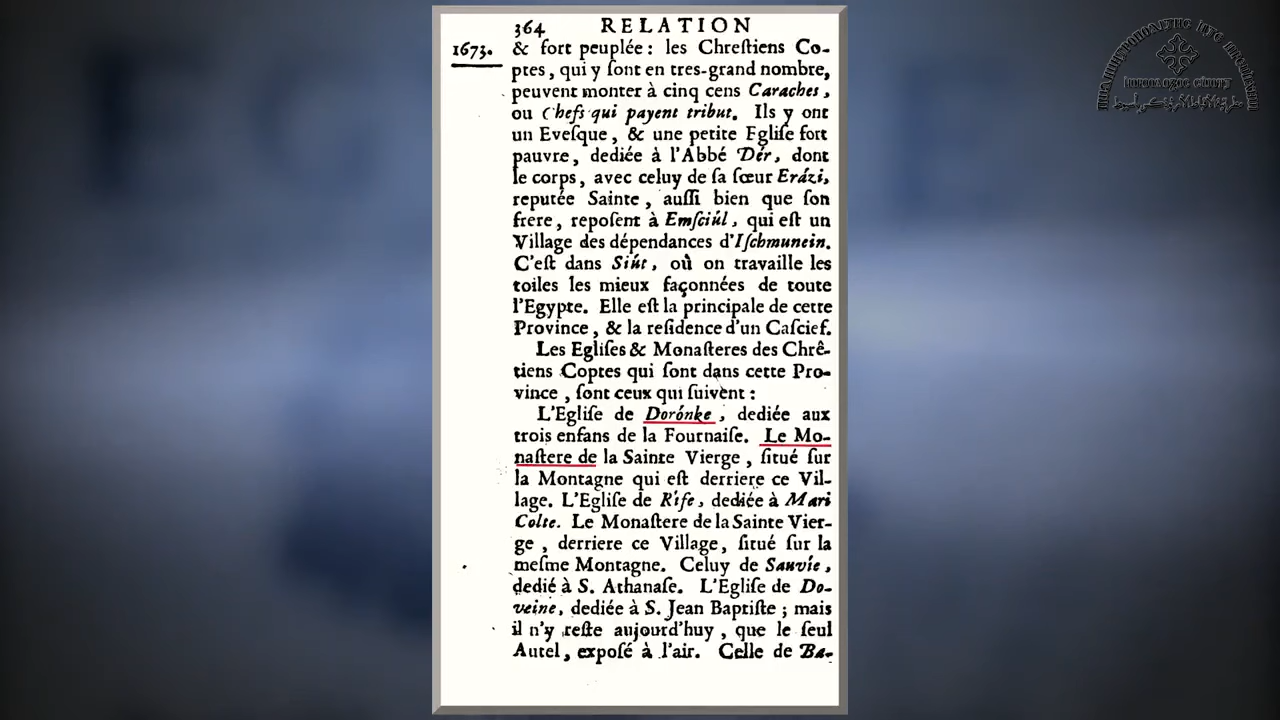 364 RELATION
1673. & fort peuplée : les Chreſtiens Co-
ptes , qui y ſont en tres-grand nombre,
peuvent monter à cinq cens Caraches ,
ou Chefs qui payent tribut. Ils y ont
un Eveſque , & une petite Egliſe fort
pauvre, dediée à l'Abbé Dér, dont
le corps, avec celuy de ſa ſœur Erázi,
reputée Sainte, auſſi bien que ſon
frere, repoſent à Emſciúl, qui eſt un
Village des dépendances d'Iſchmunein.
C'eſt dans Siút, où on travaille les
toiles les mieux façonnées de toute
l'Egypte. Elle eſt la principale de cette
Province, & la reſidence d'un Caſcief.
Les Egliſes & Monaſteres des Chrê-
tiens Coptes qui ſont dans cette Pro-
vince, ſont ceux qui ſuivent :
L'Egliſe de Dorónke, dediée aux
trois enfans de la Fournaiſe. Le Mo-
naſtere de la Sainte Vierge, ſitué ſur
la Montagne qui eſt derriere ce Vil-
lage. L'Egliſe de Rífe, dediée à Mari
Colte. Le Monaſtere de la Sainte Vier-
ge, derriere ce Village, ſitué ſur la
meſme Montagne. Celuy de Sauvíe,
dedié à S. Athanaſe. L'Egliſe de Do-
veine, dediée à S. Jean Baptiſte ; mais
il n'y reſte aujourd'huy, que le ſeul
Autel, expoſé à l'air. Celle de Ba-